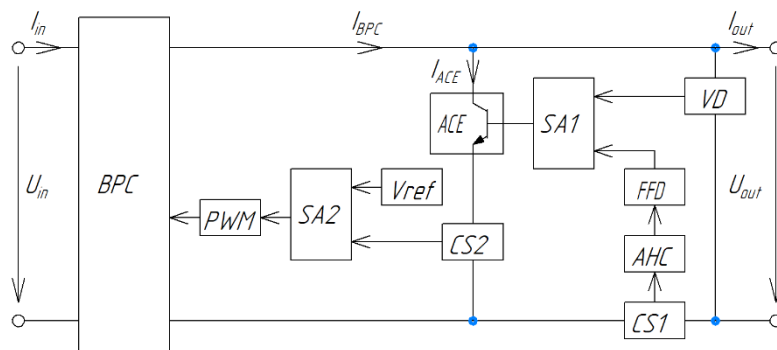 I_in
I_BPC
I_out
I_ACE
ACE
SA1
VD
U_in
BPC
PWM
SA2
Vref
CS2
FFD
U_out
AHC
CS1